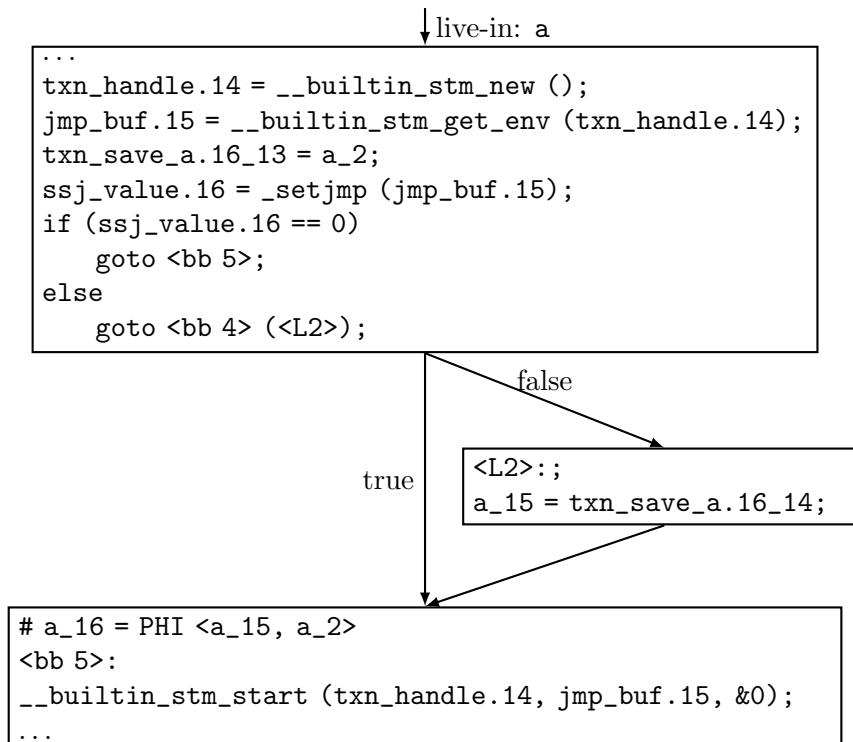 live-in: a
...
txn_handle.14 = __builtin_stm_new ();
jmp_buf.15 = __builtin_stm_get_env (txn_handle.14);
txn_save_a.16_13 = a_2;
ssj_value.16 = _setjmp (jmp_buf.15);
if (ssj_value.16 == 0)
goto <bb 5>;
else
goto <bb 4> (<L2>);
false
true
<L2>:;
a_15 = txn_save_a.16_14;
# a_16 = PHI <a_15, a_2>
<bb 5>:
__builtin_stm_start (txn_handle.14, jmp_buf.15, &0);
...